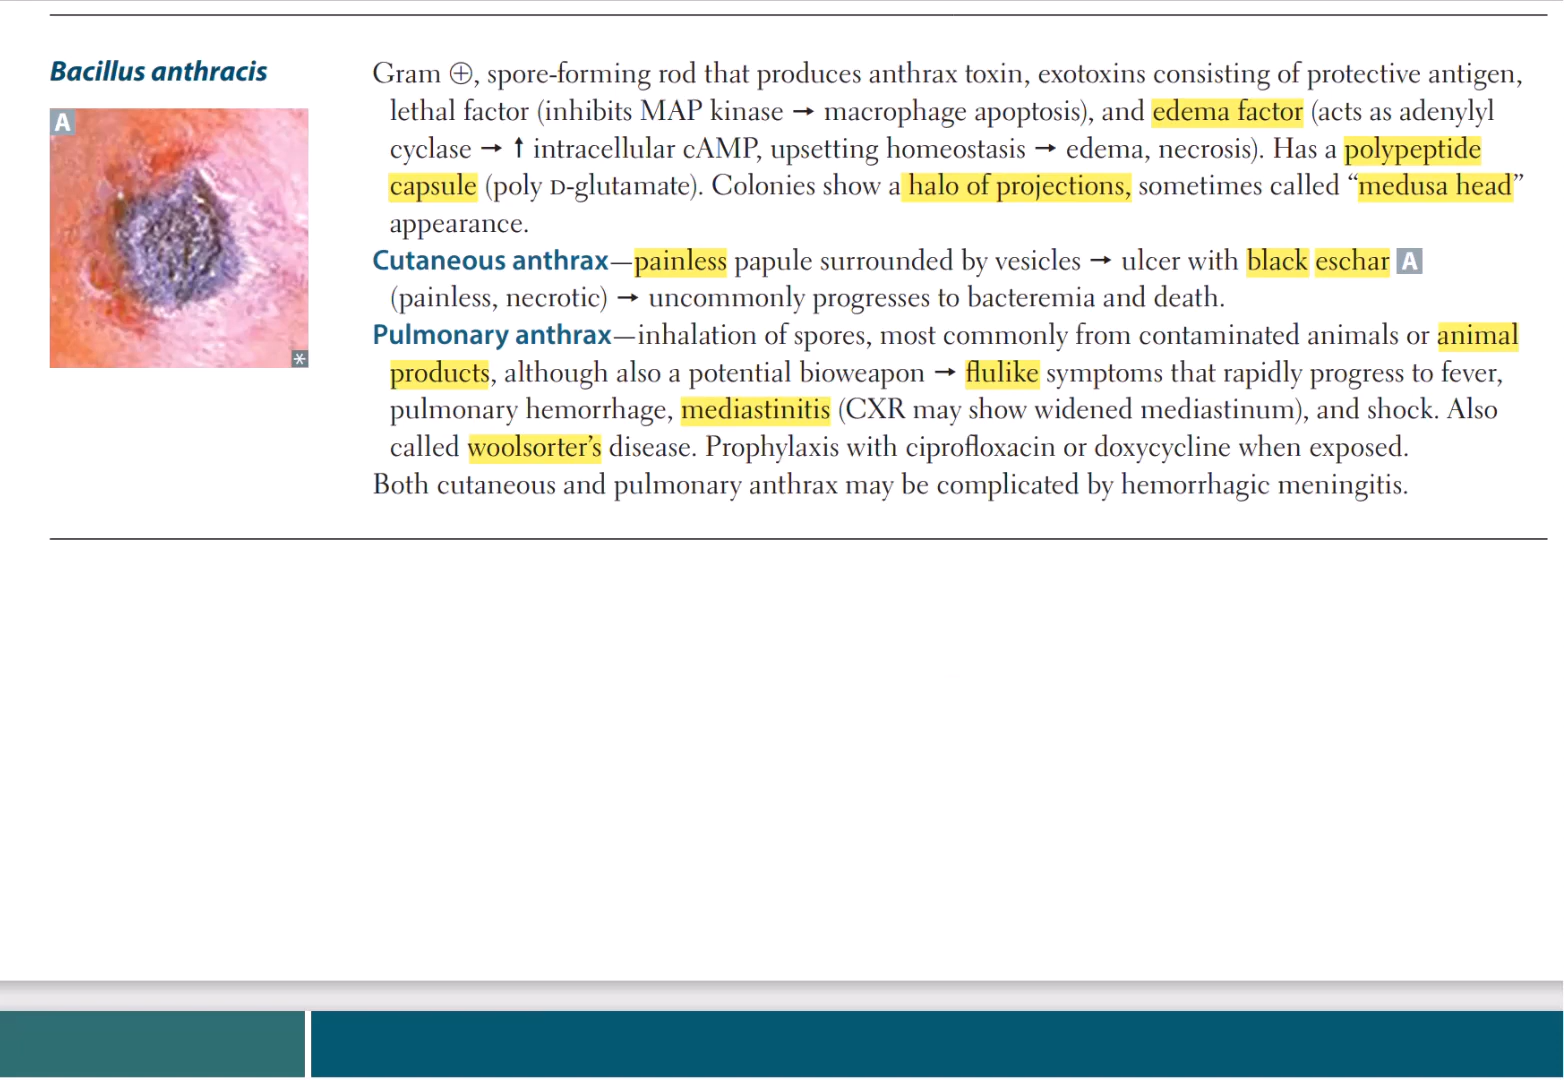 Bacillus anthracis
A
*
Gram ⊕, spore-forming rod that produces anthrax toxin, exotoxins consisting of protective antigen,
lethal factor (inhibits MAP kinase → macrophage apoptosis), and edema factor (acts as adenylyl
cyclase → ↑ intracellular cAMP, upsetting homeostasis → edema, necrosis). Has a polypeptide
capsule (poly D-glutamate). Colonies show a halo of projections, sometimes called “medusa head”
appearance.
Cutaneous anthrax—painless papule surrounded by vesicles → ulcer with black eschar A
(painless, necrotic) → uncommonly progresses to bacteremia and death.
Pulmonary anthrax—inhalation of spores, most commonly from contaminated animals or animal
products, although also a potential bioweapon → flulike symptoms that rapidly progress to fever,
pulmonary hemorrhage, mediastinitis (CXR may show widened mediastinum), and shock. Also
called woolsorter’s disease. Prophylaxis with ciprofloxacin or doxycycline when exposed.
Both cutaneous and pulmonary anthrax may be complicated by hemorrhagic meningitis.